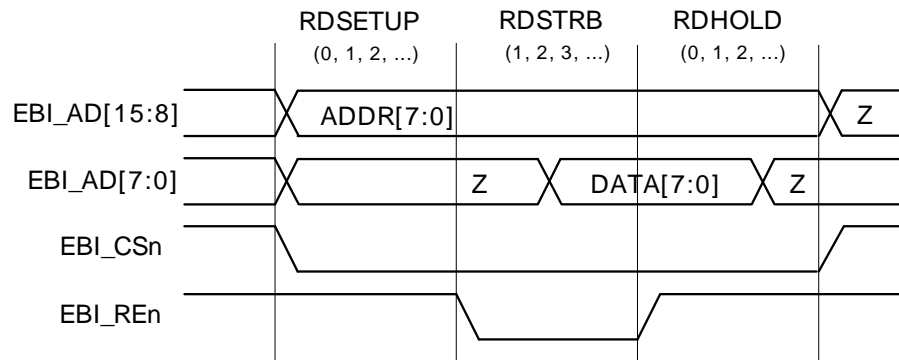 RDSETUP RDSTRB RDHOLD
(0, 1, 2, ...) (1, 2, 3, ...) (0, 1, 2, ...)
EBI_AD[15:8] ADDR[7:0] Z
EBI_AD[7:0] Z DATA[7:0] Z
EBI_CSn
EBI_REn